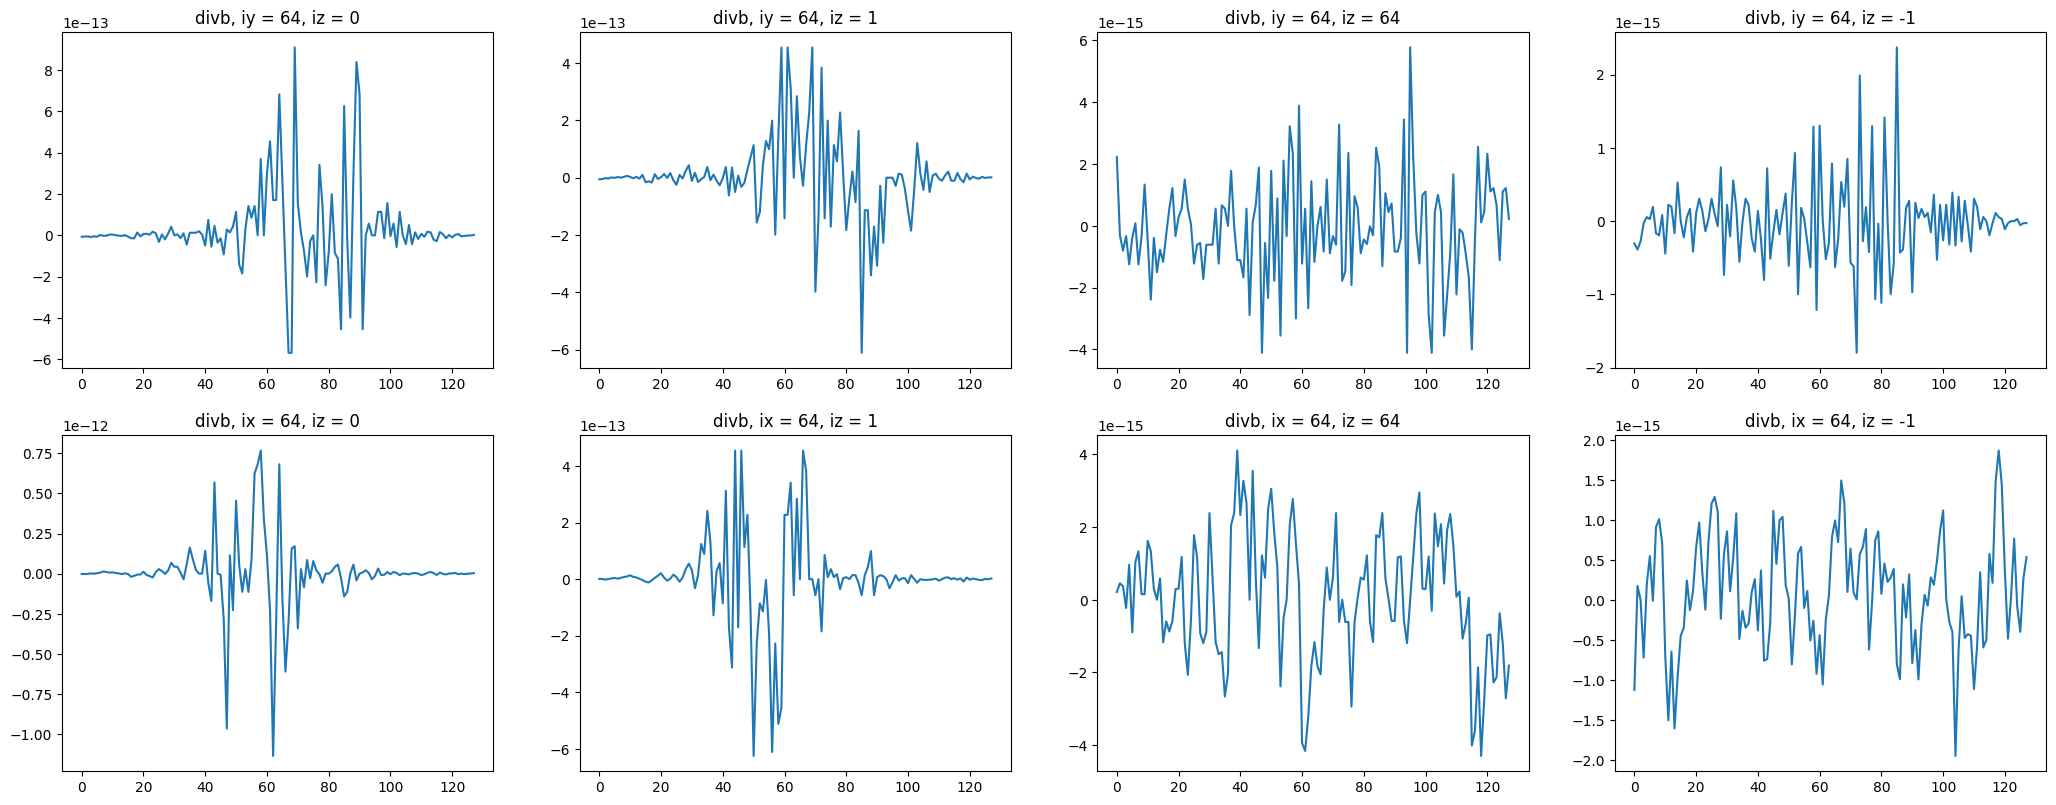 divb, iy = 64, iz = 0
1e−13
8
6
4
2
0
−2
−4
−6
0 20 40 60 80 100 120
divb, iy = 64, iz = 1
1e−13
4
2
0
−2
−4
−6
0 20 40 60 80 100 120
divb, iy = 64, iz = 64
1e−15
6
4
2
0
−2
−4
0 20 40 60 80 100 120
divb, iy = 64, iz = -1
1e−15
2
1
0
−1
−2
0 20 40 60 80 100 120
divb, ix = 64, iz = 0
1e−12
0.75
0.50
0.25
0.00
−0.25
−0.50
−0.75
−1.00
0 20 40 60 80 100 120
divb, ix = 64, iz = 1
1e−13
4
2
0
−2
−4
−6
0 20 40 60 80 100 120
divb, ix = 64, iz = 64
1e−15
4
2
0
−2
−4
0 20 40 60 80 100 120
divb, ix = 64, iz = -1
1e−15
2.0
1.5
1.0
0.5
0.0
−0.5
−1.0
−1.5
−2.0
0 20 40 60 80 100 120